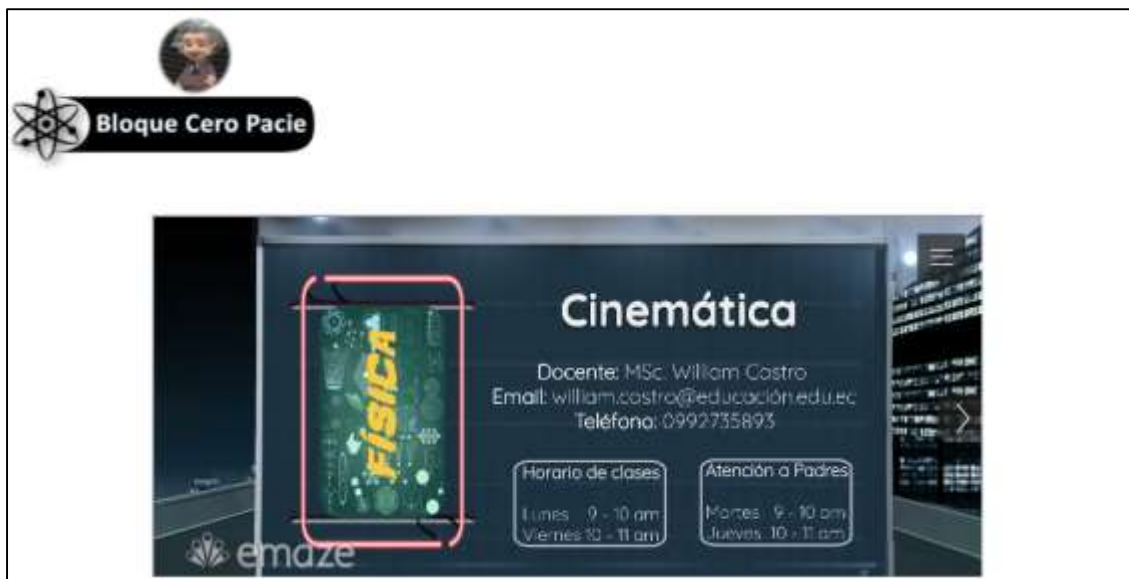 Bloque Cero Pacie
Cinemática
FÍSICA
Docente: MSc. William Castro
Email: william.castro@educación.edu.ec
Teléfono: 0992735893
Horario de clases
Lunes 9 - 10 am
Viernes 10 - 11 am
Atención a Padres
Martes 9 - 10 am
Jueves 10 - 11 am
emaze